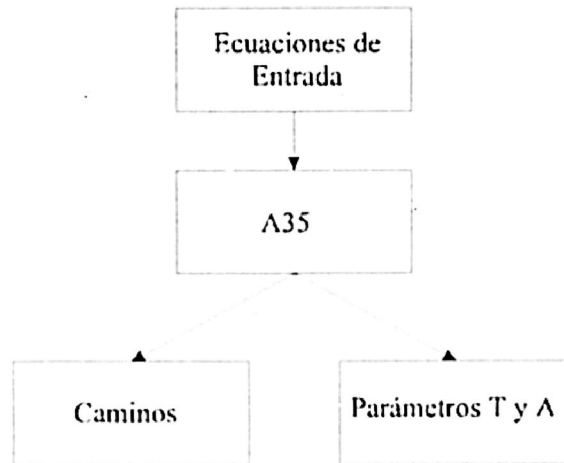 Ecuaciones de
Entrada
A35
Caminos
Parámetros T y A